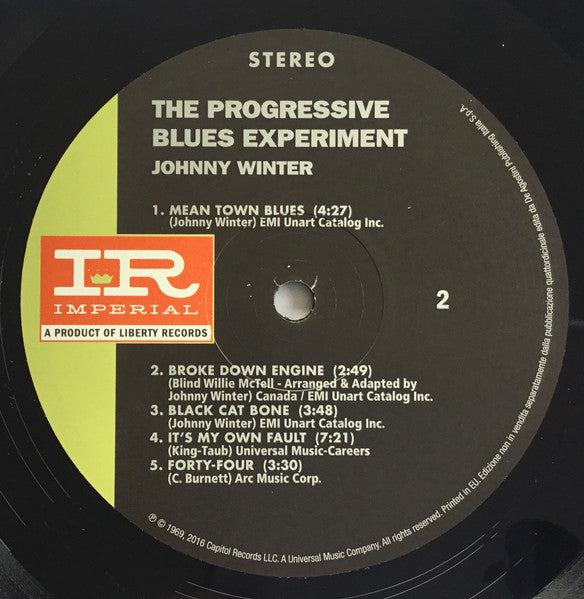 STEREO
THE PROGRESSIVE
BLUES EXPERIMENT
JOHNNY WINTER
1. MEAN TOWN BLUES (4:27)
(Johnny Winter) EMI Unart Catalog Inc.
IR
IMPERIAL
A PRODUCT OF LIBERTY RECORDS
2
2. BROKE DOWN ENGINE (2:49)
(Blind Willie McTell - Arranged & Adapted by
Johnny Winter) Canada / EMI Unart Catalog Inc.
3. BLACK CAT BONE (3:48)
(Johnny Winter) EMI Unart Catalog Inc.
4. IT'S MY OWN FAULT (7:21)
(King-Taub) Universal Music-Careers
5. FORTY-FOUR (3:30)
(C. Burnett) Arc Music Corp.
℗ © 1969, 2016 Capitol Records LLC. A Universal Music Company. All rights reserved. Printed in EU. Edizione non in vendita separatamente dalla pubblicazione quattordicinale edita da De Agostini Publishing Italia S.p.A.